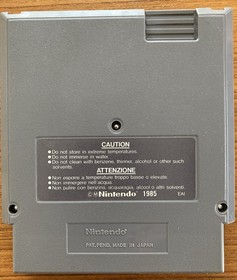 CAUTION
●Do not store in extreme temperatures.
●Do not immerse in water.
●Do not clean with benzene, thinner, alcohol or other such
solvents.
ATTENZIONE
●Non esporre a temperature troppo basse o elevate.
●Non immergere nell'acqua.
●Non pulire con benzina, acquaragia, alcool o altri solventi.
©Nintendo 1985
Nintendo
PAT. PEND. MADE IN JAPAN